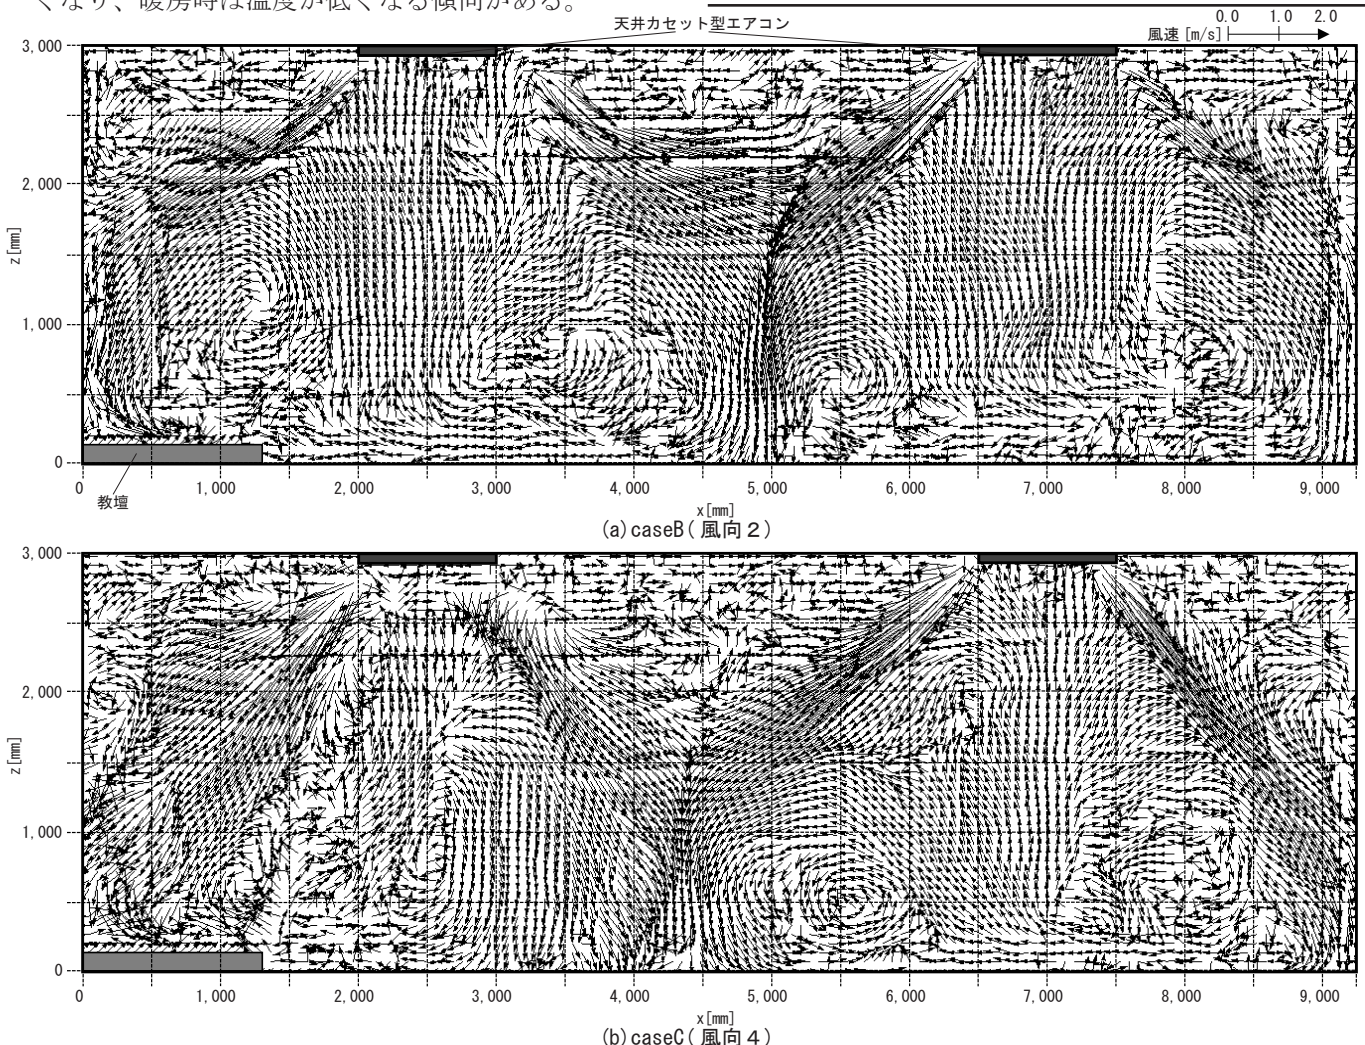 くなり、暖房時は温度が低くなる傾向がある。
天井カセット型エアコン
0.0 1.0 2.0
風速 [m/s]
3,000
2,000
z[mm]
1,000
0
0 1,000 2,000 3,000 4,000 5,000 6,000 7,000 8,000 9,000
教壇
x[mm]
(a)caseB(風向2)
3,000
2,000
z[mm]
1,000
0
0 1,000 2,000 3,000 4,000 5,000 6,000 7,000 8,000 9,000
x[mm]
(b)caseC(風向4)